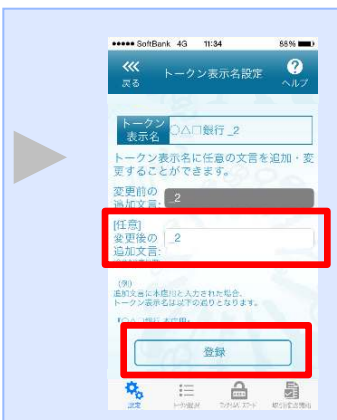 ●●●●● SoftBank 4G 11:34 88%
戻る
トークン表示名設定
?
ヘルプ
トークン
表示名
〇△□銀行 _2
トークン表示名に任意の文言を追加・変
更することができます。
変更前の
追加文言:
_2
[任意]
変更後の
追加文言:
_2
(例)
追加文言に本店用と入力された場合、
トークン表示名は以下の通りとなります。
登録
設定